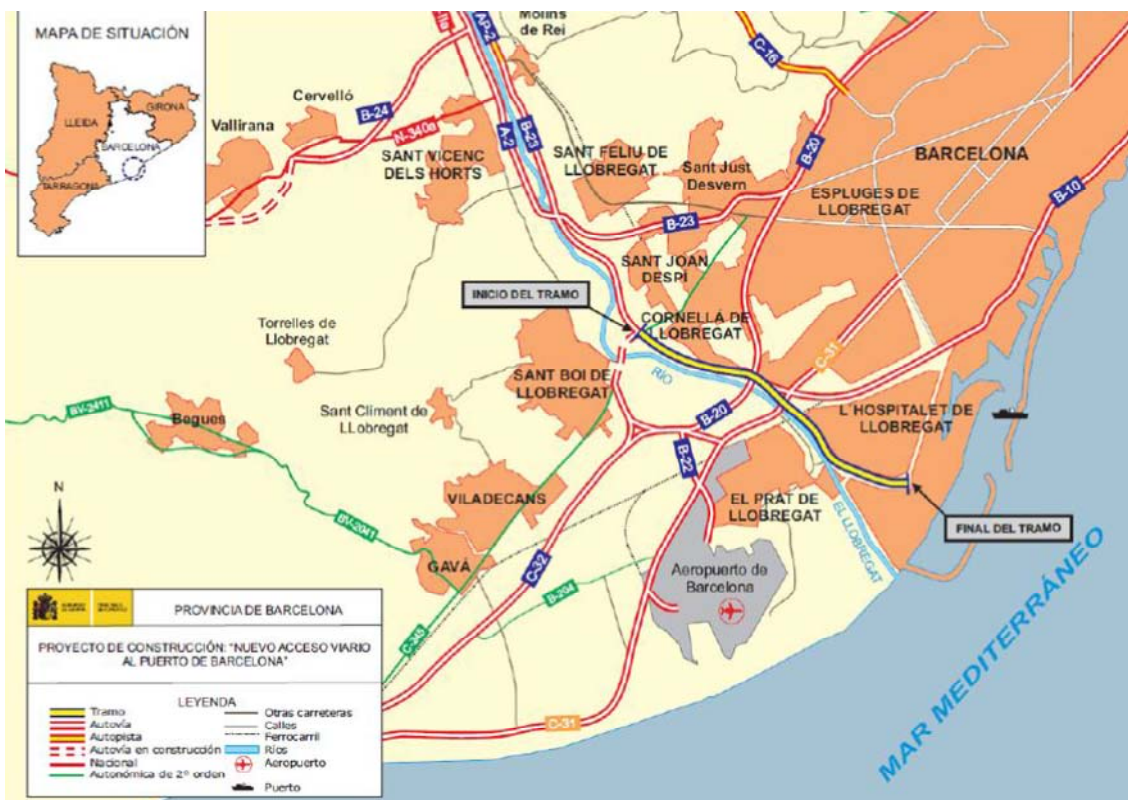 MAPA DE SITUACIÓN
LLEIDA
GIRONA
BARCELONA
TARRAGONA
Molins
de Rei
AP-2
C-16
Cervelló
B-24
Vallirana
N-340a
A-2
B-23
B-20
SANT VICENC
DELS HORTS
SANT FELIU DE
LLOBREGAT
Sant Just
Desvern
BARCELONA
ESPLUGES DE
LLOBREGAT
B-10
B-23
SANT JOAN
DESPÍ
INICIO DEL TRAMO
CORNELLÁ DE
LLOBREGAT
Torrelles de
Llobregat
C-31
RÍO
SANT BOI DE
LLOBREGAT
BV-2411
Begues
Sant Climent de
LLobregat
B-20
L´HOSPITALET DE
LLOBREGAT
B-22
N
VILADECANS
EL PRAT DE
LLOBREGAT
EL LLOBREGAT
FINAL DEL TRAMO
BV-2041
GAVÁ
C-32
B-204
Aeropuerto de
Barcelona
C-245
C-31
MAR MEDITERRÁNEO
PROVINCIA DE BARCELONA
PROYECTO DE CONSTRUCCIÓN: "NUEVO ACCESO VIARIO
AL PUERTO DE BARCELONA"
LEYENDA
Tramo
Autovía
Autopista
Autovía en construcción
Nacional
Autonómica de 2º orden
Otras carreteras
Calles
Ferrocarril
Ríos
Aeropuerto
Puerto